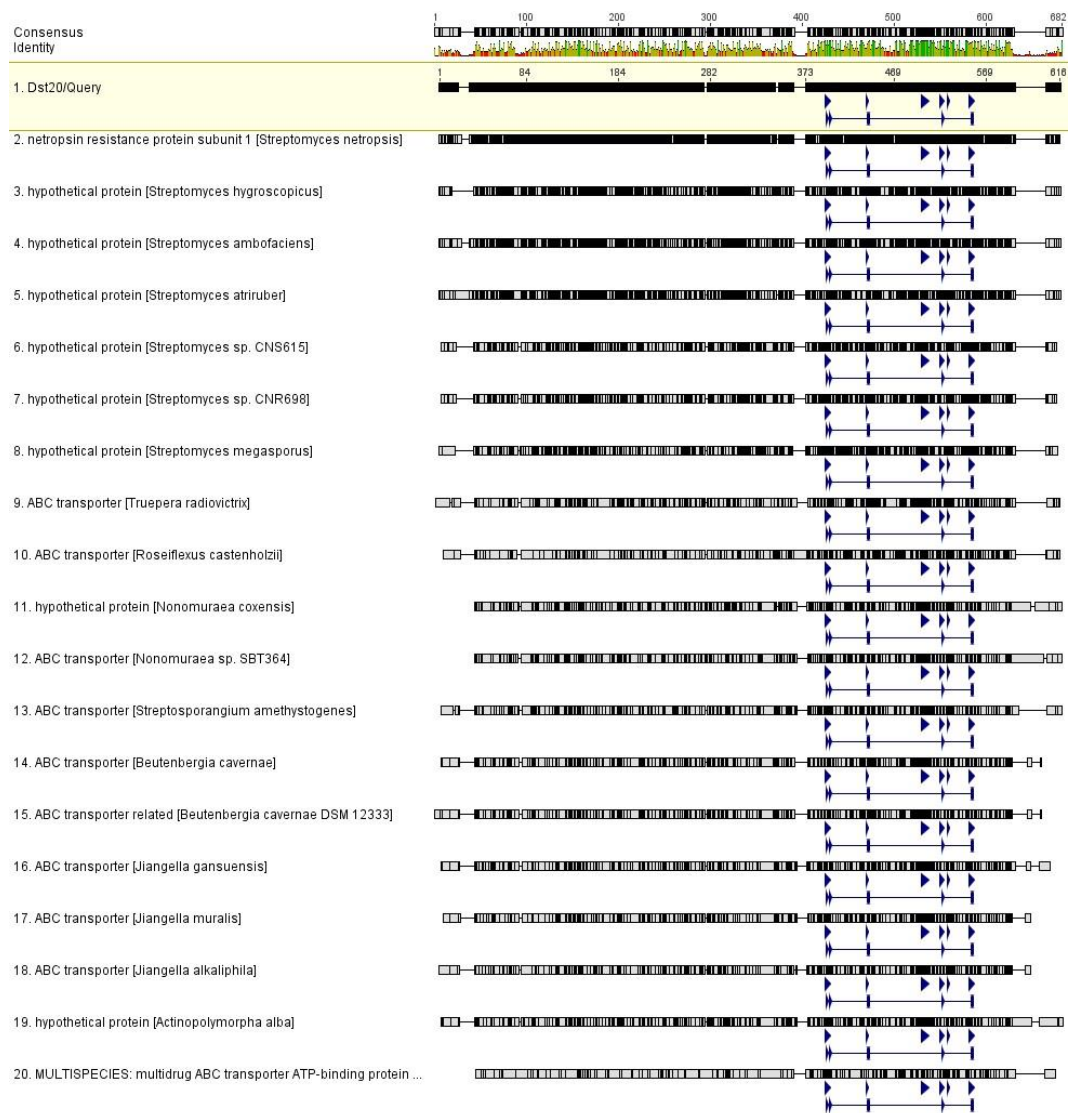 1 100 200 300 400 500 600 682
Consensus
Identity
1 84 184 282 373 469 569 616
1. Dst20/Query
2. netropsin resistance protein subunit 1 [Streptomyces netropsis]
3. hypothetical protein [Streptomyces hygroscopicus]
4. hypothetical protein [Streptomyces ambofaciens]
5. hypothetical protein [Streptomyces atriruber]
6. hypothetical protein [Streptomyces sp. CNS615]
7. hypothetical protein [Streptomyces sp. CNR698]
8. hypothetical protein [Streptomyces megasporus]
9. ABC transporter [Truepera radiovictrix]
10. ABC transporter [Roseiflexus castenholzii]
11. hypothetical protein [Nonomuraea coxensis]
12. ABC transporter [Nonomuraea sp. SBT364]
13. ABC transporter [Streptosporangium amethystogenes]
14. ABC transporter [Beutenbergia cavernae]
15. ABC transporter related [Beutenbergia cavernae DSM 12333]
16. ABC transporter [Jiangella gansuensis]
17. ABC transporter [Jiangella muralis]
18. ABC transporter [Jiangella alkaliphila]
19. hypothetical protein [Actinopolymorpha alba]
20. MULTISPECIES: multidrug ABC transporter ATP-binding protein ...